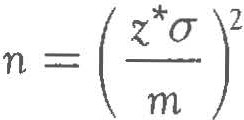 n = ( z*σ / m )²